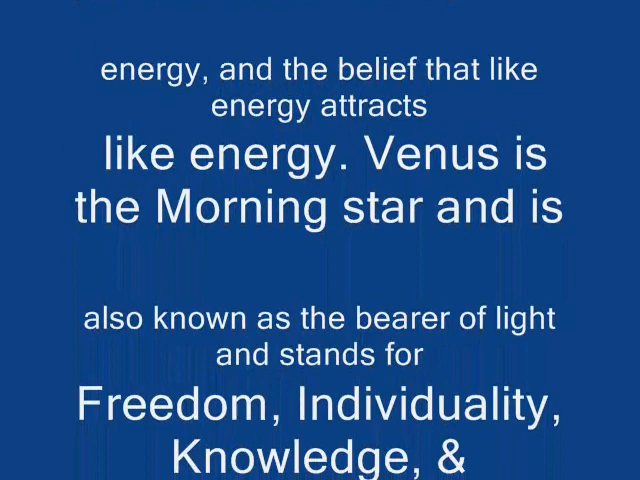 energy, and the belief that like
energy attracts
like energy. Venus is
the Morning star and is
also known as the bearer of light
and stands for
Freedom, Individuality,
Knowledge, &